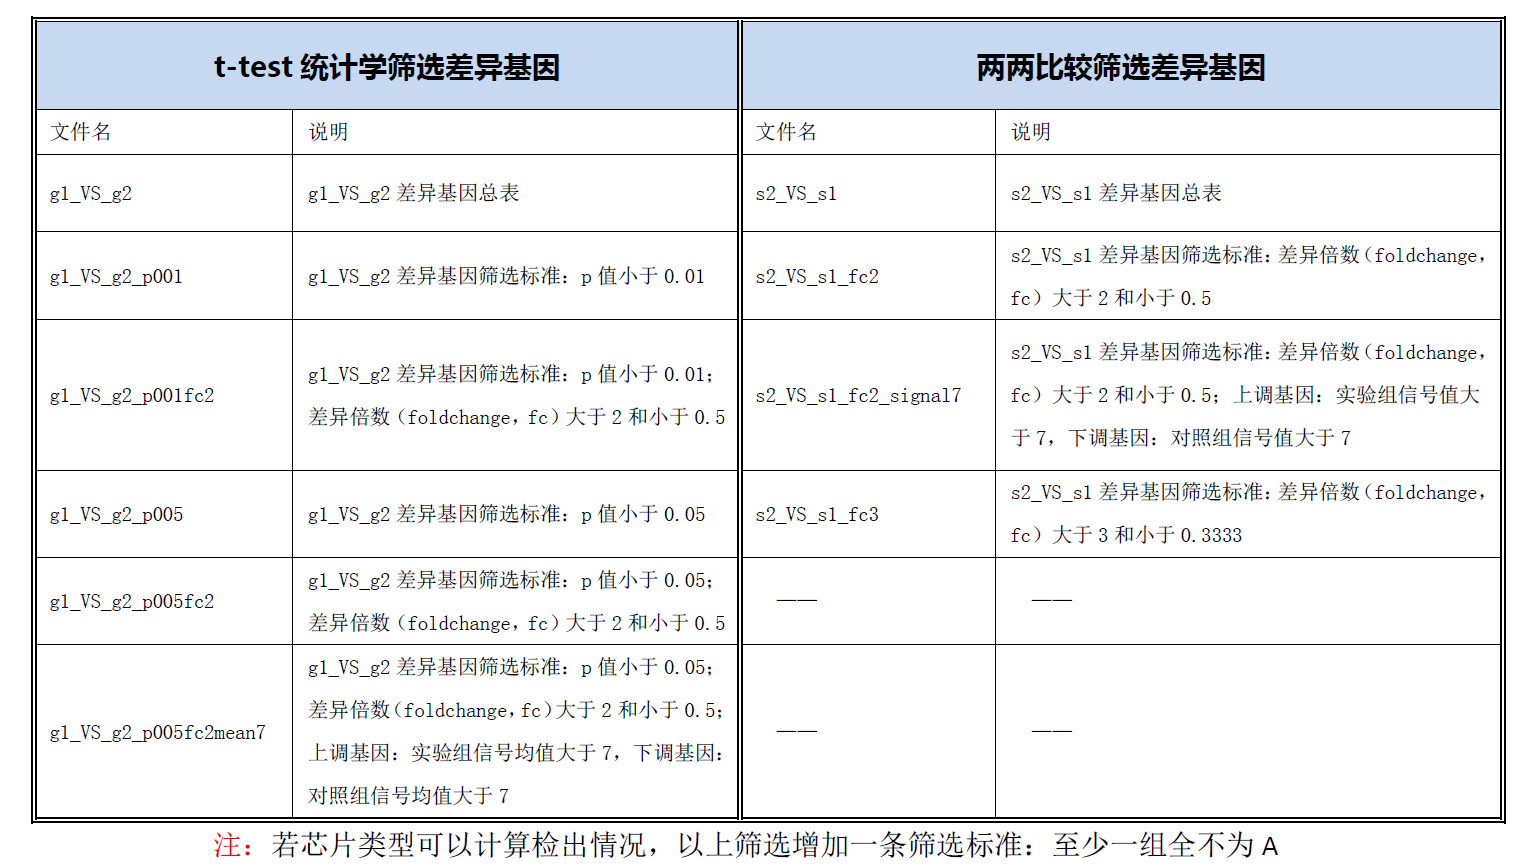 t-test 统计学筛选差异基因
两两比较筛选差异基因
文件名
说明
文件名
说明
g1_VS_g2
g1_VS_g2 差异基因总表
s2_VS_s1
s2_VS_s1 差异基因总表
g1_VS_g2_p001
g1_VS_g2 差异基因筛选标准：p 值小于 0.01
s2_VS_s1_fc2
s2_VS_s1 差异基因筛选标准：差异倍数（foldchange，
fc）大于 2 和小于 0.5
g1_VS_g2_p001fc2
g1_VS_g2 差异基因筛选标准：p 值小于 0.01；
差异倍数（foldchange，fc）大于 2 和小于 0.5
s2_VS_s1_fc2_signal7
s2_VS_s1 差异基因筛选标准：差异倍数（foldchange，
fc）大于 2 和小于 0.5；上调基因：实验组信号值大
于 7，下调基因：对照组信号值大于 7
g1_VS_g2_p005
g1_VS_g2 差异基因筛选标准：p 值小于 0.05
s2_VS_s1_fc3
s2_VS_s1 差异基因筛选标准：差异倍数（foldchange，
fc）大于 3 和小于 0.3333
g1_VS_g2_p005fc2
g1_VS_g2 差异基因筛选标准：p 值小于 0.05；
差异倍数（foldchange，fc）大于 2 和小于 0.5
——
——
g1_VS_g2_p005fc2mean7
g1_VS_g2 差异基因筛选标准：p 值小于 0.05；
差异倍数（foldchange，fc）大于 2 和小于 0.5；
上调基因：实验组信号均值大于 7，下调基因：
对照组信号均值大于 7
——
——
注：若芯片类型可以计算检出情况，以上筛选增加一条筛选标准：至少一组全不为 A